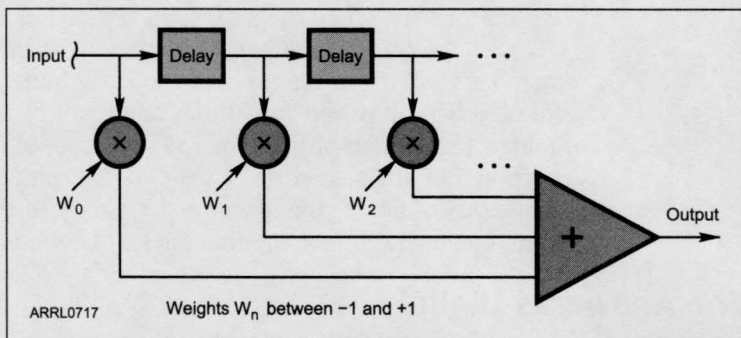 Input
Delay
Delay
...
×
×
×
...
W0
W1
W2
+
Output
ARRL0717
Weights Wn between −1 and +1